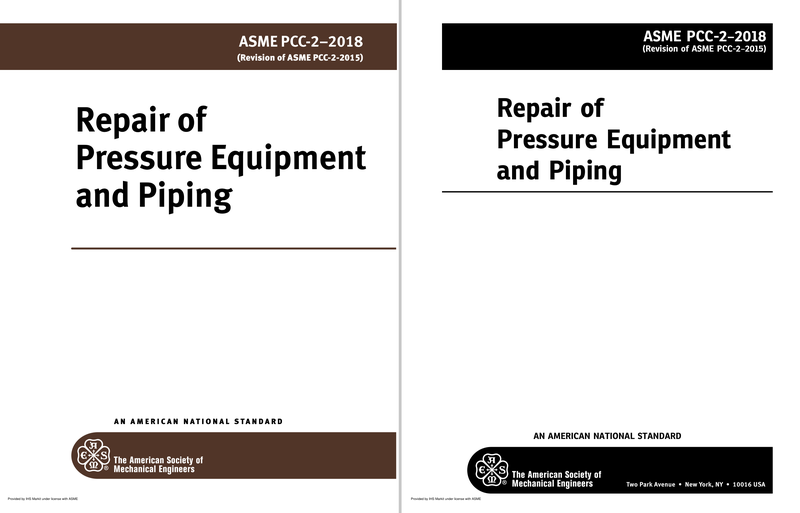 ASME PCC-2–2018
(Revision of ASME PCC-2-2015)
Repair of
Pressure Equipment
and Piping
AN AMERICAN NATIONAL STANDARD
A
E S
M
®
The American Society of
Mechanical Engineers
Provided by IHS Markit under license with ASME
ASME PCC-2–2018
(Revision of ASME PCC-2–2015)
Repair of
Pressure Equipment
and Piping
AN AMERICAN NATIONAL STANDARD
A
E S
M
®
The American Society of
Mechanical Engineers
Two Park Avenue • New York, NY • 10016 USA
Provided by IHS Markit under license with ASME